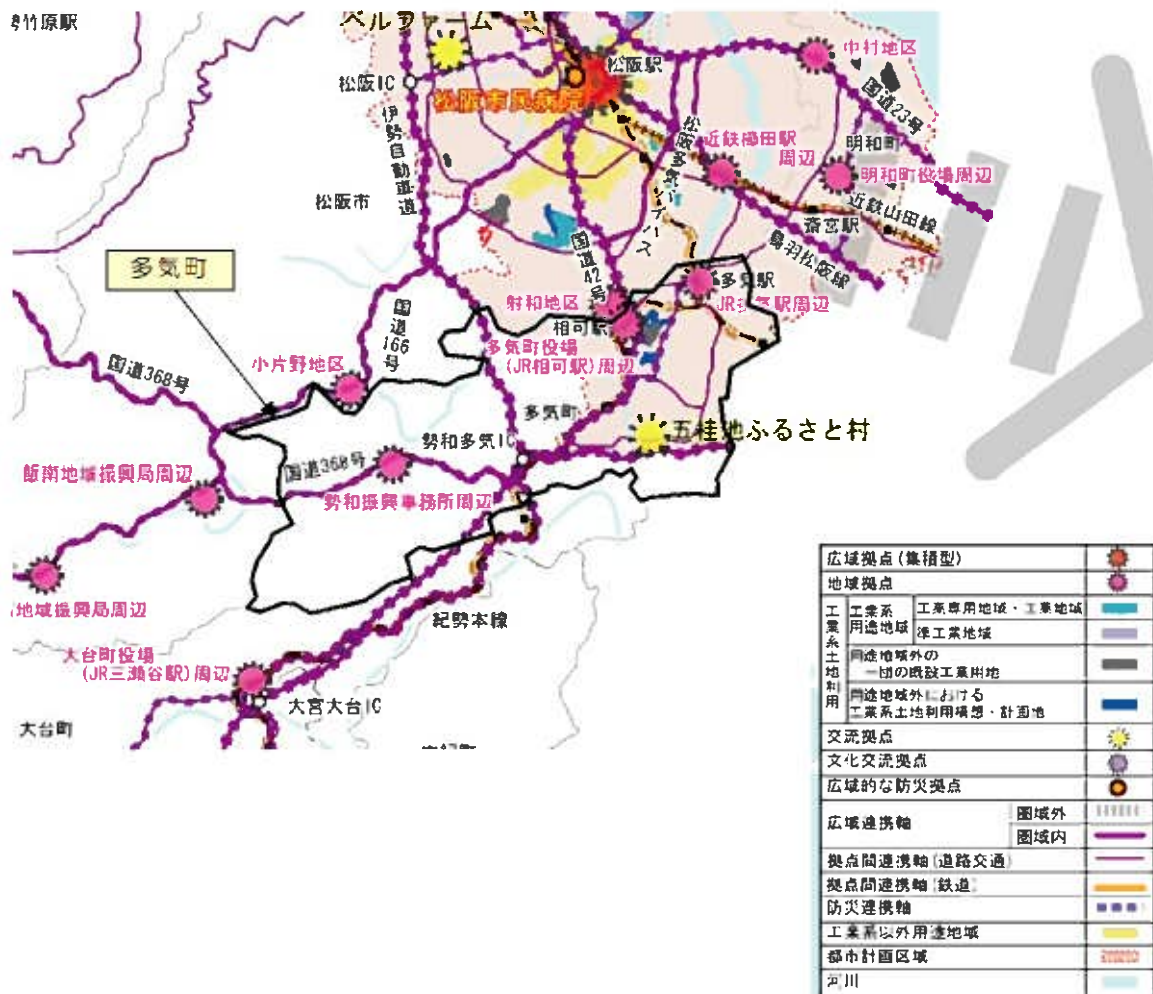 竹原駅
ベルファーム
松阪IC
松阪駅
松阪市民病院
中村地区
国道23号
伊勢自動車道
松阪多気バイパス
近鉄櫛田駅
周辺
明和町
明和町役場周辺
松阪市
近鉄山田線
斎宮駅
鳥羽松阪線
国道42号
多気町
多気駅
JR多気駅周辺
射和地区
相可駅
国道166号
多気町役場
(JR相可駅)周辺
小片野地区
国道368号
多気町
五桂池ふるさと村
勢和多気IC
国道368号
飯南地域振興局周辺
勢和振興事務所周辺
地域振興局周辺
紀勢本線
大台町役場
(JR三瀬谷駅)周辺
大宮大台IC
大台町
広域拠点(集積型)
地域拠点
工業系土地利用
工業系
用途地域
工業専用地域・工業地域
準工業地域
用途地域外の
一団の既設工業用地
用途地域外における
工業系土地利用構想・計画地
交流拠点
文化交流拠点
広域的な防災拠点
広域連携軸
圏域外
圏域内
拠点間連携軸(道路交通)
拠点間連携軸(鉄道)
防災連携軸
工業系以外用途地域
都市計画区域
河川